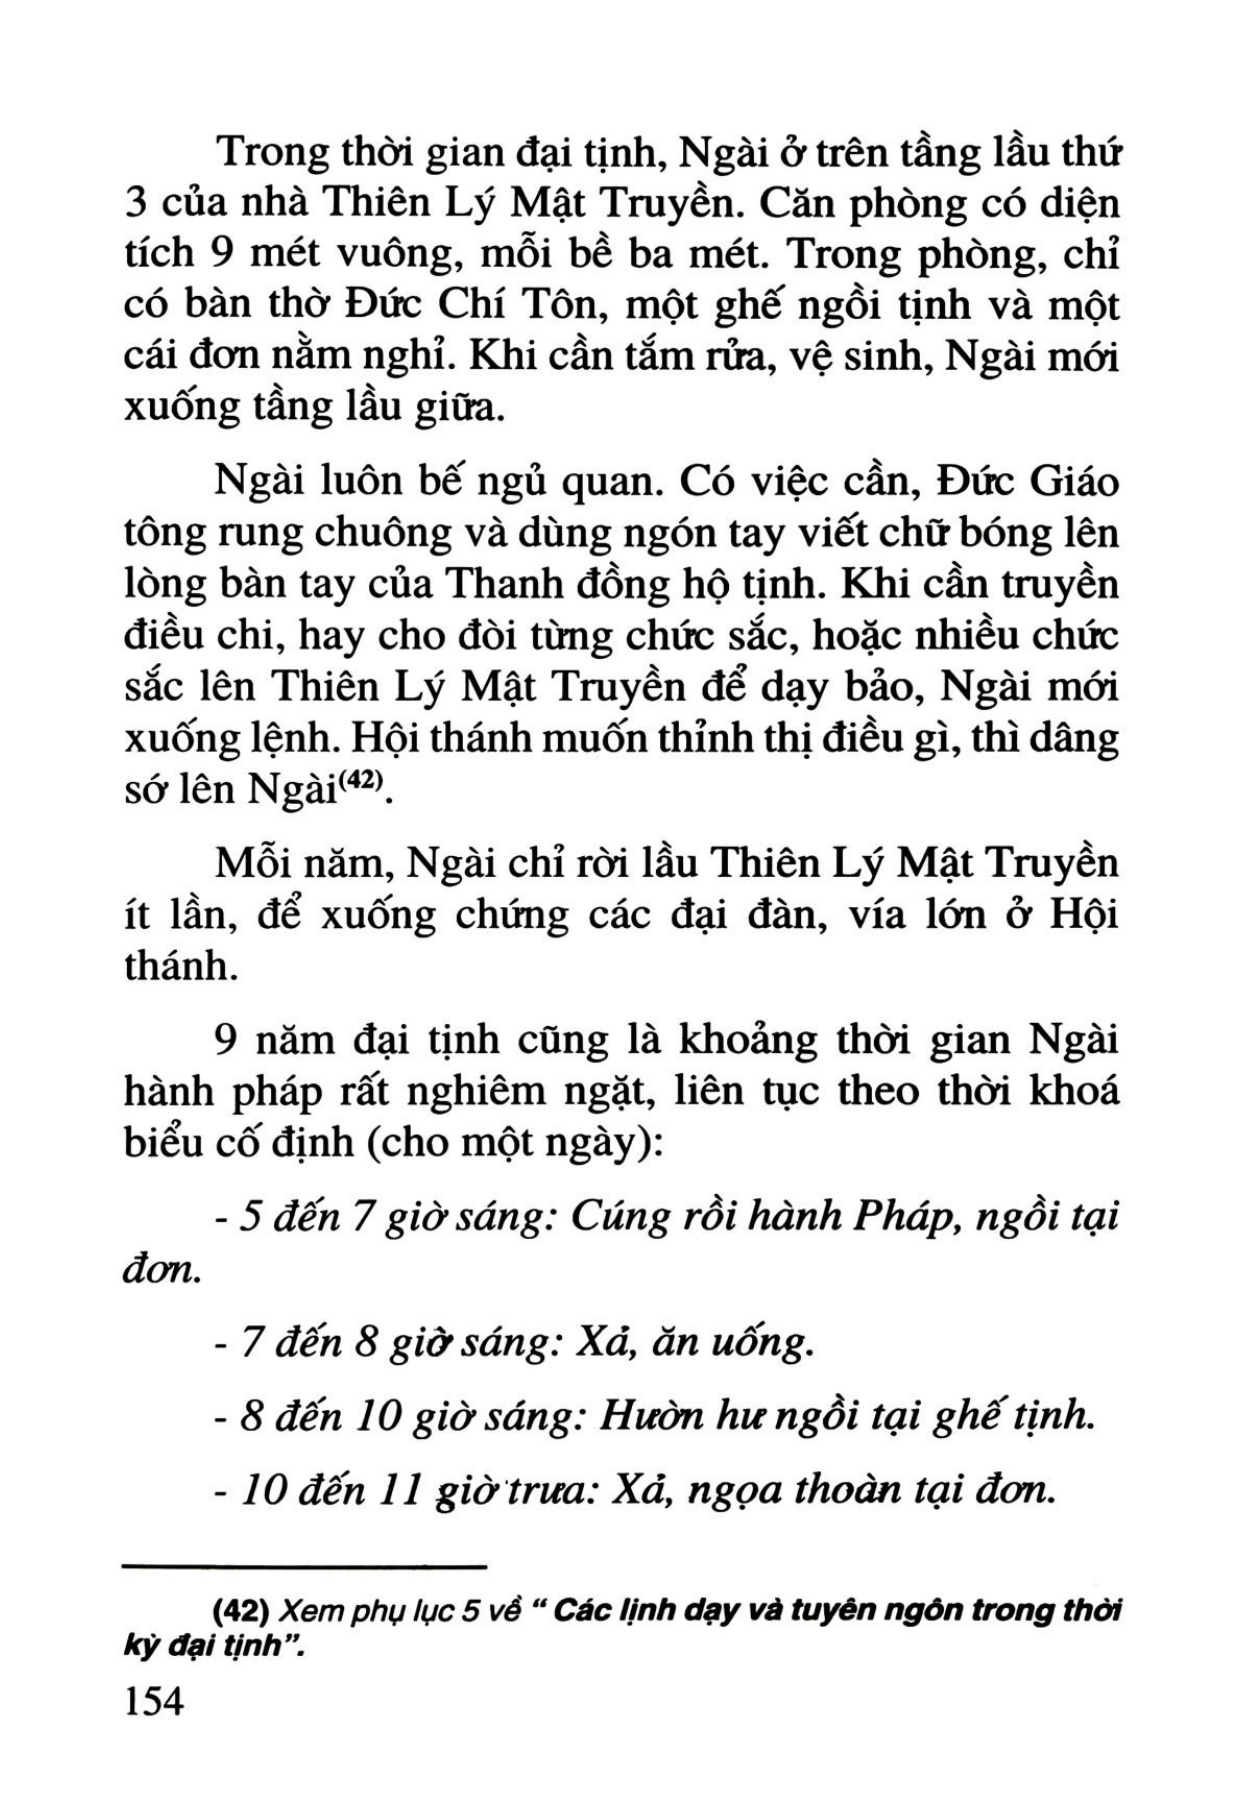 Trong thời gian đại tịnh, Ngài ở trên tầng lầu thứ
3 của nhà Thiên Lý Mật Truyền. Căn phòng có diện
tích 9 mét vuông, mỗi bề ba mét. Trong phòng, chỉ
có bàn thờ Đức Chí Tôn, một ghế ngồi tịnh và một
cái đơn nằm nghỉ. Khi cần tắm rửa, vệ sinh, Ngài mới
xuống tầng lầu giữa.
Ngài luôn bế ngủ quan. Có việc cần, Đức Giáo
tông rung chuông và dùng ngón tay viết chữ bóng lên
lòng bàn tay của Thanh đồng hộ tịnh. Khi cần truyền
điều chi, hay cho đòi từng chức sắc, hoặc nhiều chức
sắc lên Thiên Lý Mật Truyền để dạy bảo, Ngài mới
xuống lệnh. Hội thánh muốn thỉnh thị điều gì, thì dâng
sớ lên Ngài(42).
Mỗi năm, Ngài chỉ rời lầu Thiên Lý Mật Truyền
ít lần, để xuống chứng các đại đàn, vía lớn ở Hội
thánh.
9 năm đại tịnh cũng là khoảng thời gian Ngài
hành pháp rất nghiêm ngặt, liên tục theo thời khoá
biểu cố định (cho một ngày):
- 5 đến 7 giờ sáng: Cúng rồi hành Pháp, ngồi tại
đơn.
- 7 đến 8 giờ sáng: Xả, ăn uống.
- 8 đến 10 giờ sáng: Hườn hư ngồi tại ghế tịnh.
- 10 đến 11 giờ trưa: Xả, ngọa thoàn tại đơn.
(42) Xem phụ lục 5 về “ Các lịnh dạy và tuyên ngôn trong thời
kỳ đại tịnh”.
154